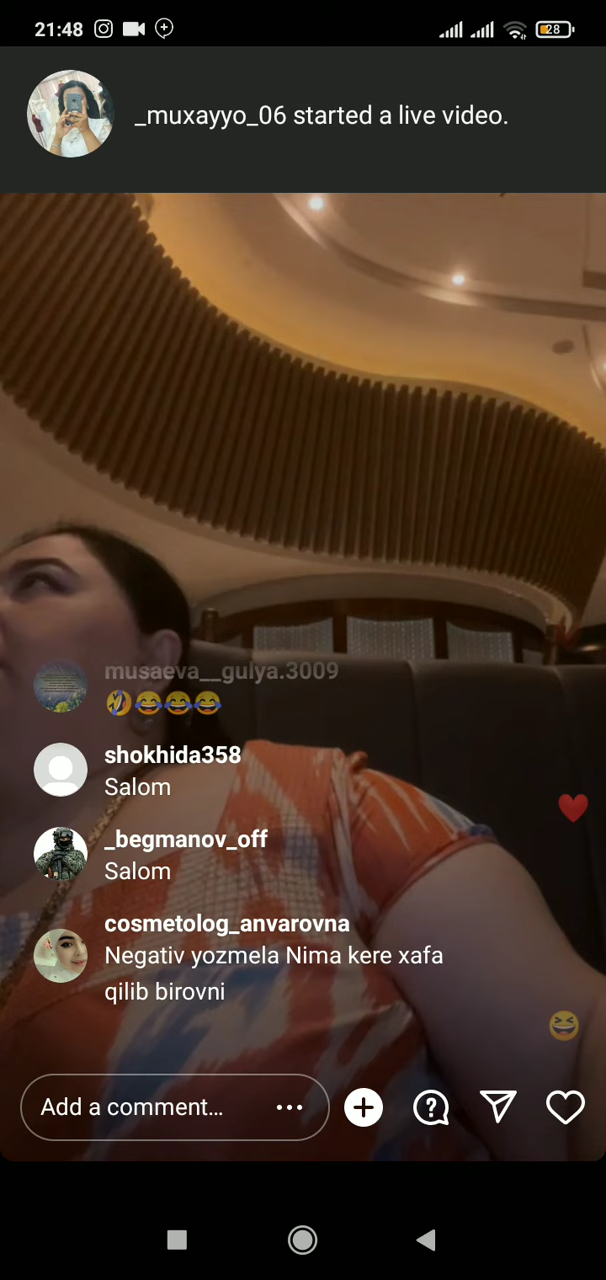 21:48
28
_muxayyo_06 started a live video.
musaeva__gulya.3009
🤣😂😂😂
shokhida358
Salom
_begmanov_off
Salom
cosmetolog_anvarovna
Negativ yozmela Nima kere xafa
qilib birovni
Add a comment...